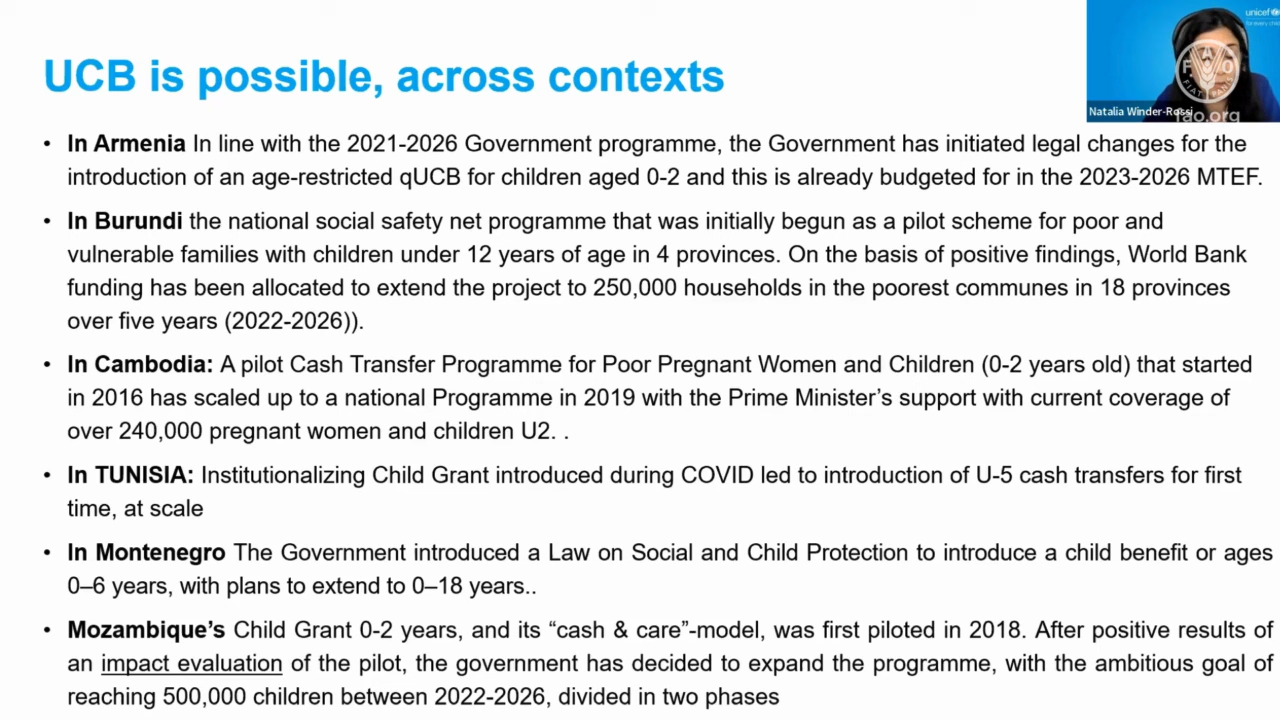 UCB is possible, across contexts
unicef
for every child
F A O
FIAT PANIS
Natalia Winder-Rossi
fao.org
• In Armenia In line with the 2021-2026 Government programme, the Government has initiated legal changes for the
introduction of an age-restricted qUCB for children aged 0-2 and this is already budgeted for in the 2023-2026 MTEF.
• In Burundi the national social safety net programme that was initially begun as a pilot scheme for poor and
vulnerable families with children under 12 years of age in 4 provinces. On the basis of positive findings, World Bank
funding has been allocated to extend the project to 250,000 households in the poorest communes in 18 provinces
over five years (2022-2026)).
• In Cambodia: A pilot Cash Transfer Programme for Poor Pregnant Women and Children (0-2 years old) that started
in 2016 has scaled up to a national Programme in 2019 with the Prime Minister’s support with current coverage of
over 240,000 pregnant women and children U2. .
• In TUNISIA: Institutionalizing Child Grant introduced during COVID led to introduction of U-5 cash transfers for first
time, at scale
• In Montenegro The Government introduced a Law on Social and Child Protection to introduce a child benefit or ages
0–6 years, with plans to extend to 0–18 years..
• Mozambique’s Child Grant 0-2 years, and its “cash & care”-model, was first piloted in 2018. After positive results of
an impact evaluation of the pilot, the government has decided to expand the programme, with the ambitious goal of
reaching 500,000 children between 2022-2026, divided in two phases